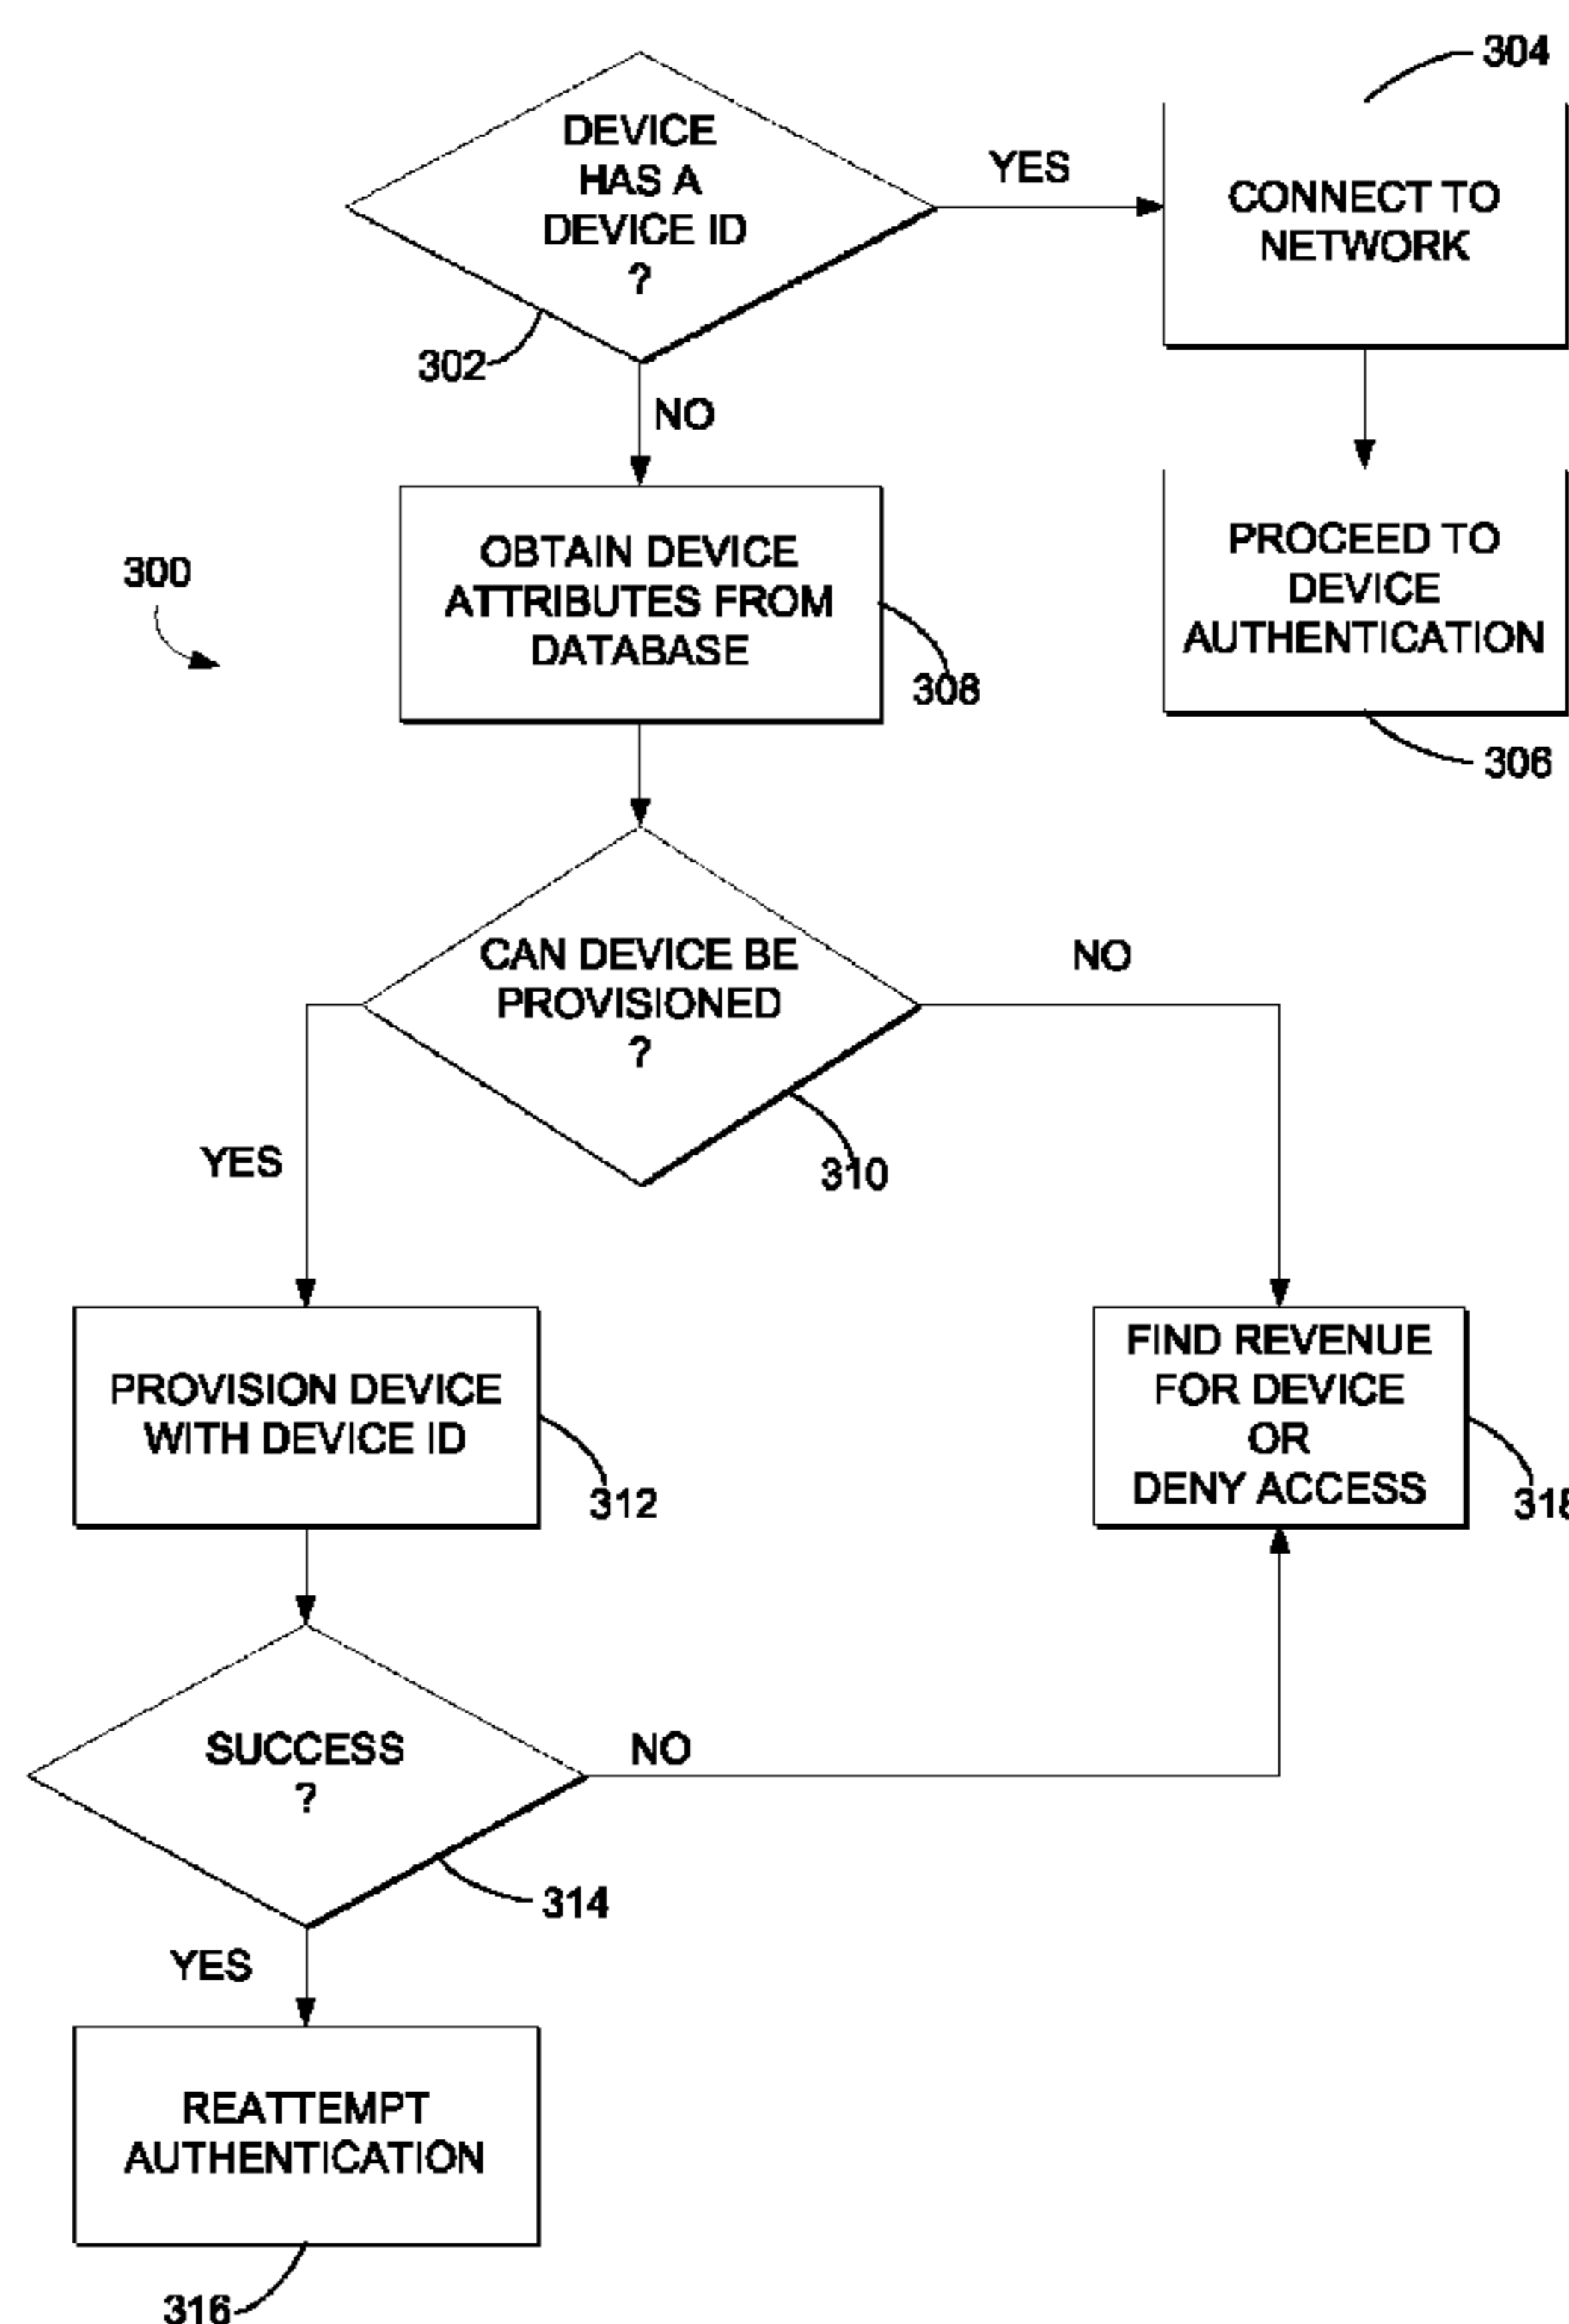 304
DEVICE
HAS A
DEVICE ID
?
YES
CONNECT TO
NETWORK
302
NO
OBTAIN DEVICE
ATTRIBUTES FROM
DATABASE
PROCEED TO
DEVICE
AUTHENTICATION
300
308
306
CAN DEVICE BE
PROVISIONED
?
NO
YES
310
PROVISION DEVICE
WITH DEVICE ID
FIND REVENUE
FOR DEVICE
OR
DENY ACCESS
312
318
SUCCESS
?
NO
314
YES
REATTEMPT
AUTHENTICATION
316